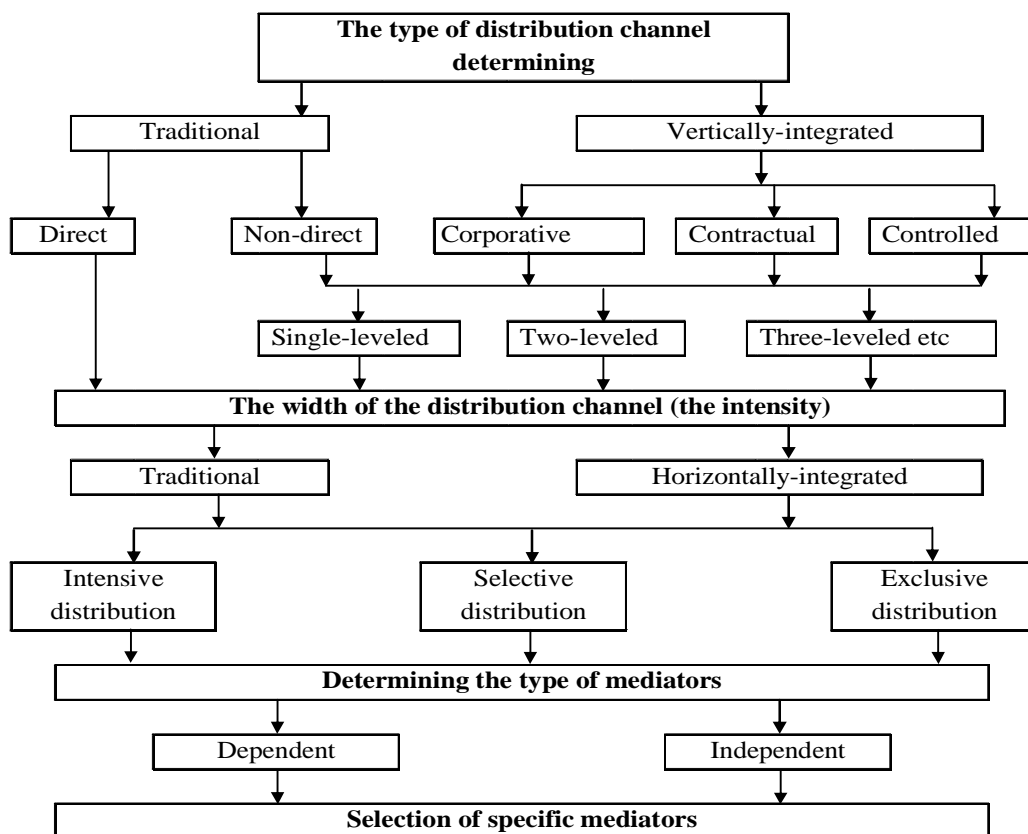 The type of distribution channel
determining
Traditional
Vertically-integrated
Direct
Non-direct
Corporative
Contractual
Controlled
Single-leveled
Two-leveled
Three-leveled etc
The width of the distribution channel (the intensity)
Traditional
Horizontally-integrated
Intensive
distribution
Selective
distribution
Exclusive
distribution
Determining the type of mediators
Dependent
Independent
Selection of specific mediators